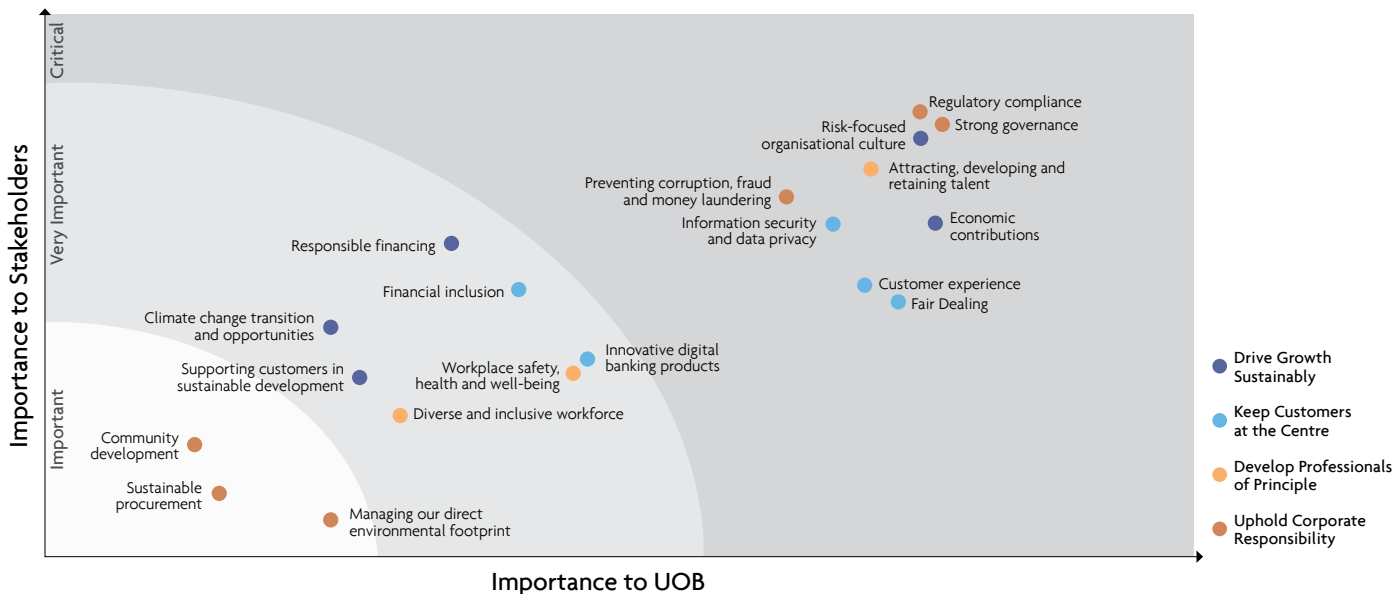 Critical
Very Important
Important
Importance to Stakeholders
Regulatory compliance
Strong governance
Risk-focused
organisational culture
Attracting, developing and
retaining talent
Preventing corruption, fraud
and money laundering
Information security
and data privacy
Economic
contributions
Responsible financing
Financial inclusion
Customer experience
Fair Dealing
Climate change transition
and opportunities
Innovative digital
banking products
Workplace safety,
health and well-being
Supporting customers in
sustainable development
Diverse and inclusive workforce
Community
development
Sustainable
procurement
Managing our direct
environmental footprint
Importance to UOB
Drive Growth
Sustainably
Keep Customers
at the Centre
Develop Professionals
of Principle
Uphold Corporate
Responsibility